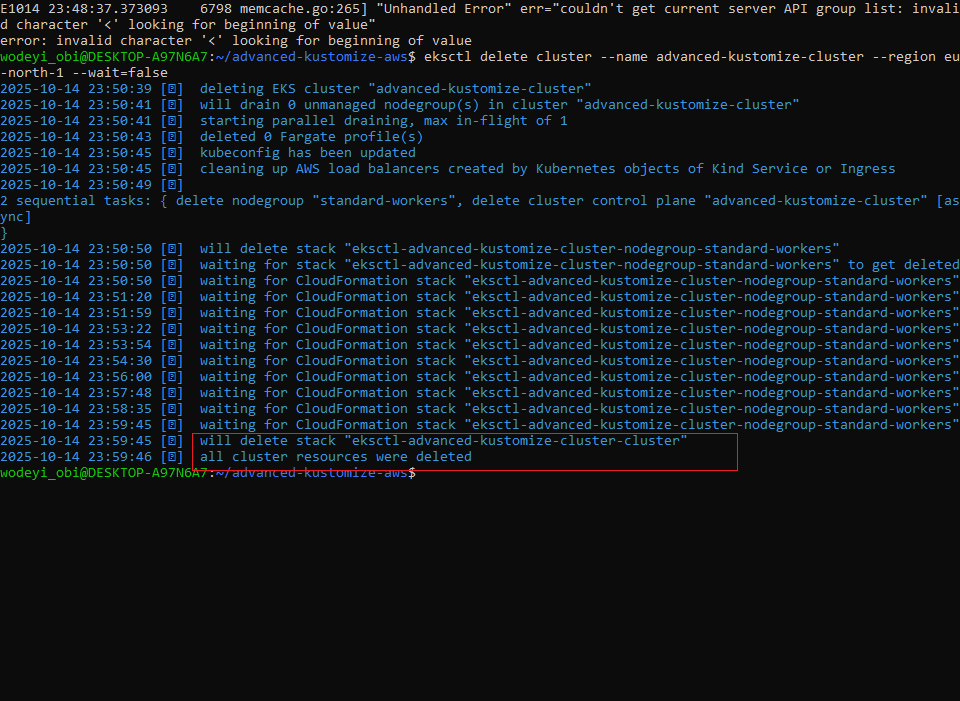 E1014 23:48:37.373093    6798 memcache.go:265] "Unhandled Error" err="couldn't get current server API group list: invali
d character '<' looking for beginning of value"
error: invalid character '<' looking for beginning of value
wodeyi_obi@DESKTOP-A97N6A7:~/advanced-kustomize-aws$ eksctl delete cluster --name advanced-kustomize-cluster --region eu
-north-1 --wait=false
2025-10-14 23:50:39 [ℹ]  deleting EKS cluster "advanced-kustomize-cluster"
2025-10-14 23:50:41 [ℹ]  will drain 0 unmanaged nodegroup(s) in cluster "advanced-kustomize-cluster"
2025-10-14 23:50:41 [ℹ]  starting parallel draining, max in-flight of 1
2025-10-14 23:50:43 [ℹ]  deleted 0 Fargate profile(s)
2025-10-14 23:50:45 [✔]  kubeconfig has been updated
2025-10-14 23:50:45 [ℹ]  cleaning up AWS load balancers created by Kubernetes objects of Kind Service or Ingress
2025-10-14 23:50:49 [ℹ]
2 sequential tasks: { delete nodegroup "standard-workers", delete cluster control plane "advanced-kustomize-cluster" [as
ync]
}
2025-10-14 23:50:50 [ℹ]  will delete stack "eksctl-advanced-kustomize-cluster-nodegroup-standard-workers"
2025-10-14 23:50:50 [ℹ]  waiting for stack "eksctl-advanced-kustomize-cluster-nodegroup-standard-workers" to get deleted
2025-10-14 23:50:50 [ℹ]  waiting for CloudFormation stack "eksctl-advanced-kustomize-cluster-nodegroup-standard-workers"
2025-10-14 23:51:20 [ℹ]  waiting for CloudFormation stack "eksctl-advanced-kustomize-cluster-nodegroup-standard-workers"
2025-10-14 23:51:59 [ℹ]  waiting for CloudFormation stack "eksctl-advanced-kustomize-cluster-nodegroup-standard-workers"
2025-10-14 23:53:22 [ℹ]  waiting for CloudFormation stack "eksctl-advanced-kustomize-cluster-nodegroup-standard-workers"
2025-10-14 23:53:54 [ℹ]  waiting for CloudFormation stack "eksctl-advanced-kustomize-cluster-nodegroup-standard-workers"
2025-10-14 23:54:30 [ℹ]  waiting for CloudFormation stack "eksctl-advanced-kustomize-cluster-nodegroup-standard-workers"
2025-10-14 23:56:00 [ℹ]  waiting for CloudFormation stack "eksctl-advanced-kustomize-cluster-nodegroup-standard-workers"
2025-10-14 23:57:48 [ℹ]  waiting for CloudFormation stack "eksctl-advanced-kustomize-cluster-nodegroup-standard-workers"
2025-10-14 23:58:35 [ℹ]  waiting for CloudFormation stack "eksctl-advanced-kustomize-cluster-nodegroup-standard-workers"
2025-10-14 23:59:45 [ℹ]  waiting for CloudFormation stack "eksctl-advanced-kustomize-cluster-nodegroup-standard-workers"
2025-10-14 23:59:45 [ℹ]  will delete stack "eksctl-advanced-kustomize-cluster-cluster"
2025-10-14 23:59:46 [✔]  all cluster resources were deleted
wodeyi_obi@DESKTOP-A97N6A7:~/advanced-kustomize-aws$